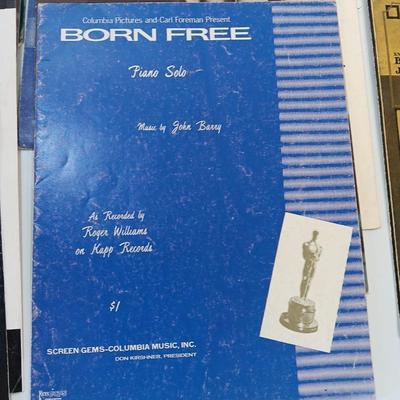 Columbia Pictures and Carl Foreman Present
BORN FREE
Piano Solo
Music by John Barry
As Recorded by
Roger Williams
on Kapp Records
$1
SCREEN GEMS-COLUMBIA MUSIC, INC.
DON KIRSHNER, PRESIDENT